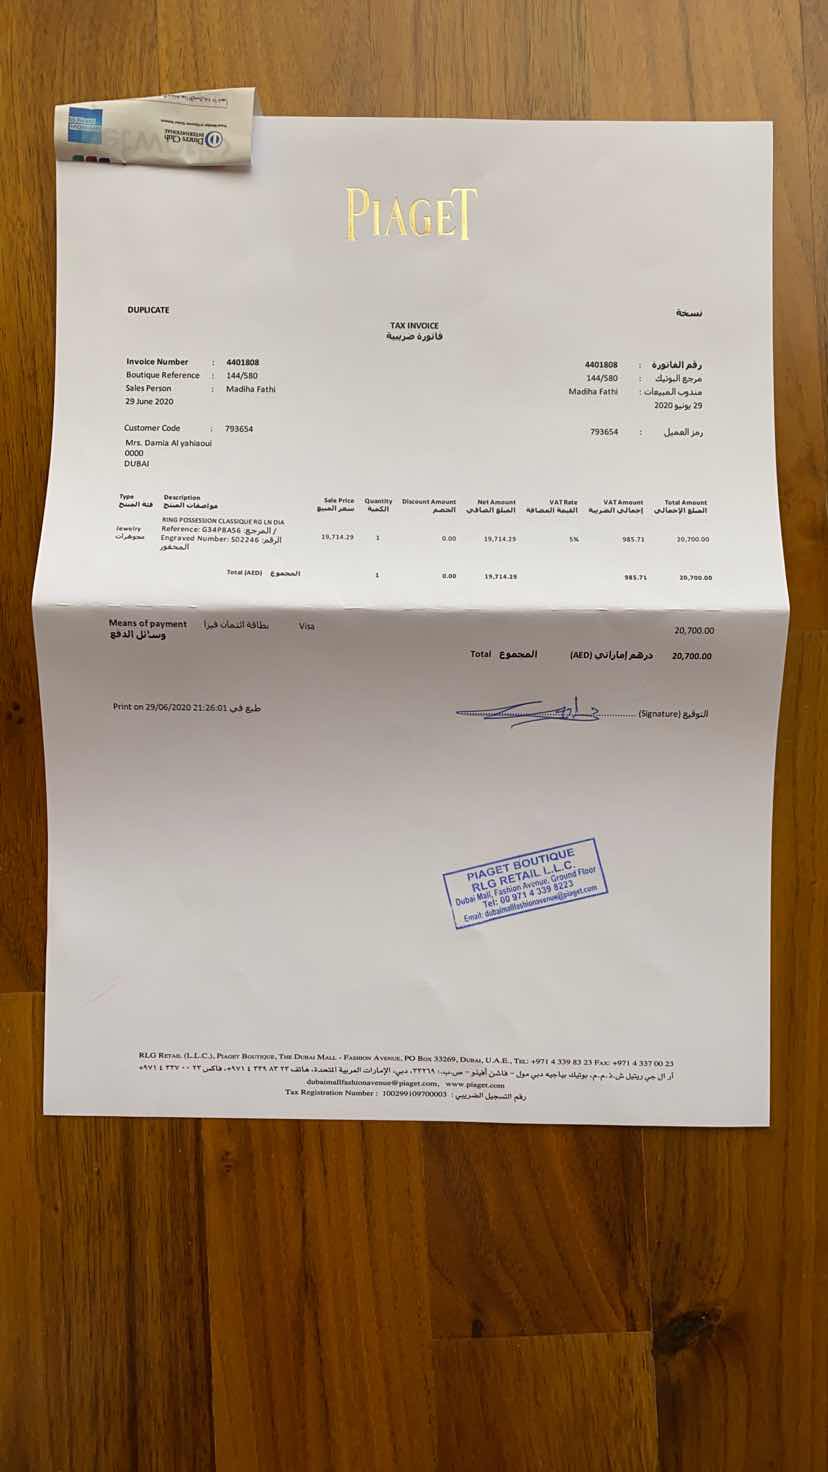 Diners Club
INTERNATIONAL
PIAGET
DUPLICATE نسخة
TAX INVOICE
فاتورة ضريبية
Invoice Number : 4401808 4401808 : رقم الفاتورة
Boutique Reference : 144/580 144/580 : مرجع البوتيك
Sales Person : Madiha Fathi Madiha Fathi : مندوب المبيعات
29 June 2020 29 يونيو 2020
Customer Code : 793654 793654 : رمز العميل
Mrs. Damia Al yahiaoui
0000
DUBAI
Type Description Sale Price Quantity Discount Amount Net Amount VAT Rate VAT Amount Total Amount
فئة المنتج مواصفات المنتج سعر المبيع الكمية الخصم المبلغ الصافي القيمة المضافة إجمالي الضريبة المبلغ الإجمالي
RING POSSESSION CLASSIQUE RG LN DIA
Jewelry Reference: G34P8A56 المرجع: /
مجوهرات Engraved Number: S02246 الرقم: 19,714.29 1 0.00 19,714.29 5% 985.71 20,700.00
المحفور
Total (AED) المجموع 1 0.00 19,714.29 985.71 20,700.00
Means of payment بطاقة ائتمان فيزا Visa 20,700.00
وسائل الدفع
Total المجموع (AED) درهم إماراتي 20,700.00
Print on 29/06/2020 21:26:01 طبع في
(Signature) التوقيع
PIAGET BOUTIQUE
RLG RETAIL L.L.C.
Dubai Mall, Fashion Avenue, Ground Floor
Tel: 00 971 4 339 8223
Email: dubaimallfashionavenue@piaget.com
RLG RETAIL (L.L.C.), PIAGET BOUTIQUE, THE DUBAI MALL - FASHION AVENUE, PO BOX 33269, DUBAI, U.A.E., TEL: +971 4 339 83 23 FAX: +971 4 337 00 23
آر ال جي ريتيل ش.ذ.م.م، بوتيك بياجيه دبي مول - فاشن أفينو - ص.ب.: ٣٣٢٦٩، دبي، الإمارات العربية المتحدة، هاتف ٢٣ ٨٣ ٣٣٩ ٤ ٩٧١+، فاكس ٢٣ ٠٠ ٣٣٧ ٤ ٩٧١+
dubaimallfashionavenue@piaget.com, www.piaget.com
Tax Registration Number : 100299109700003 : رقم التسجيل الضريبي